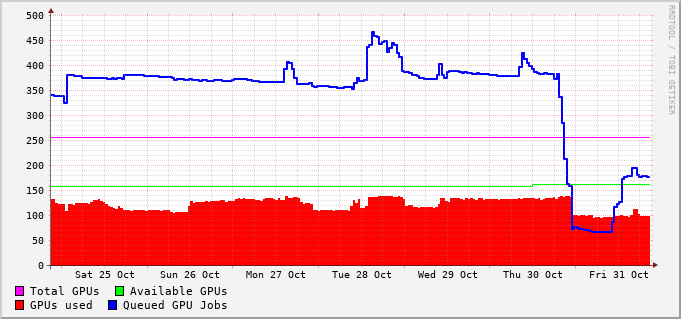 500
450
400
350
300
250
200
150
100
50
0
Sat 25 Oct Sun 26 Oct Mon 27 Oct Tue 28 Oct Wed 29 Oct Thu 30 Oct Fri 31 Oct
Total GPUs Available GPUs
GPUs used Queued GPU Jobs
RRDTOOL / TOBI OETIKER